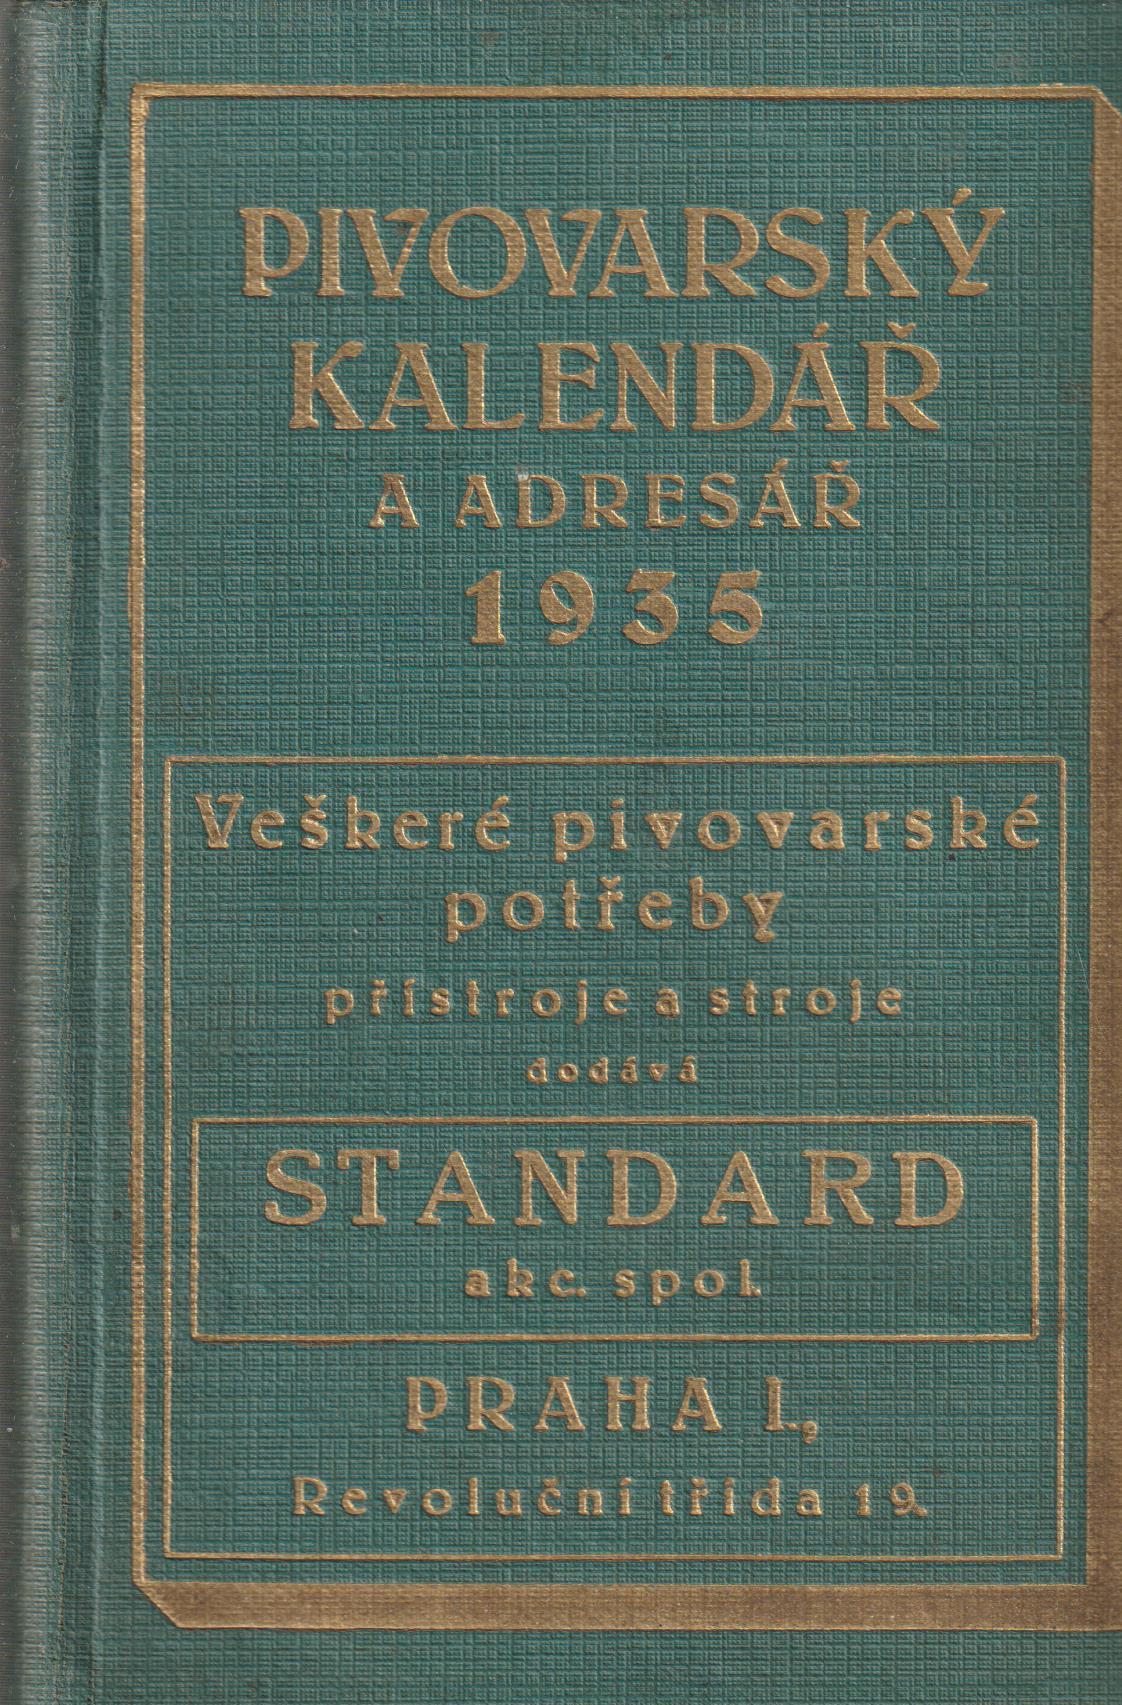 PIVOVARSKÝ
KALENDÁŘ
A ADRESÁŘ
1935
Veškeré pivovarské
potřeby
přístroje a stroje
dodává
STANDARD
akc. spol.
PRAHA I.,
Revoluční třída 19.